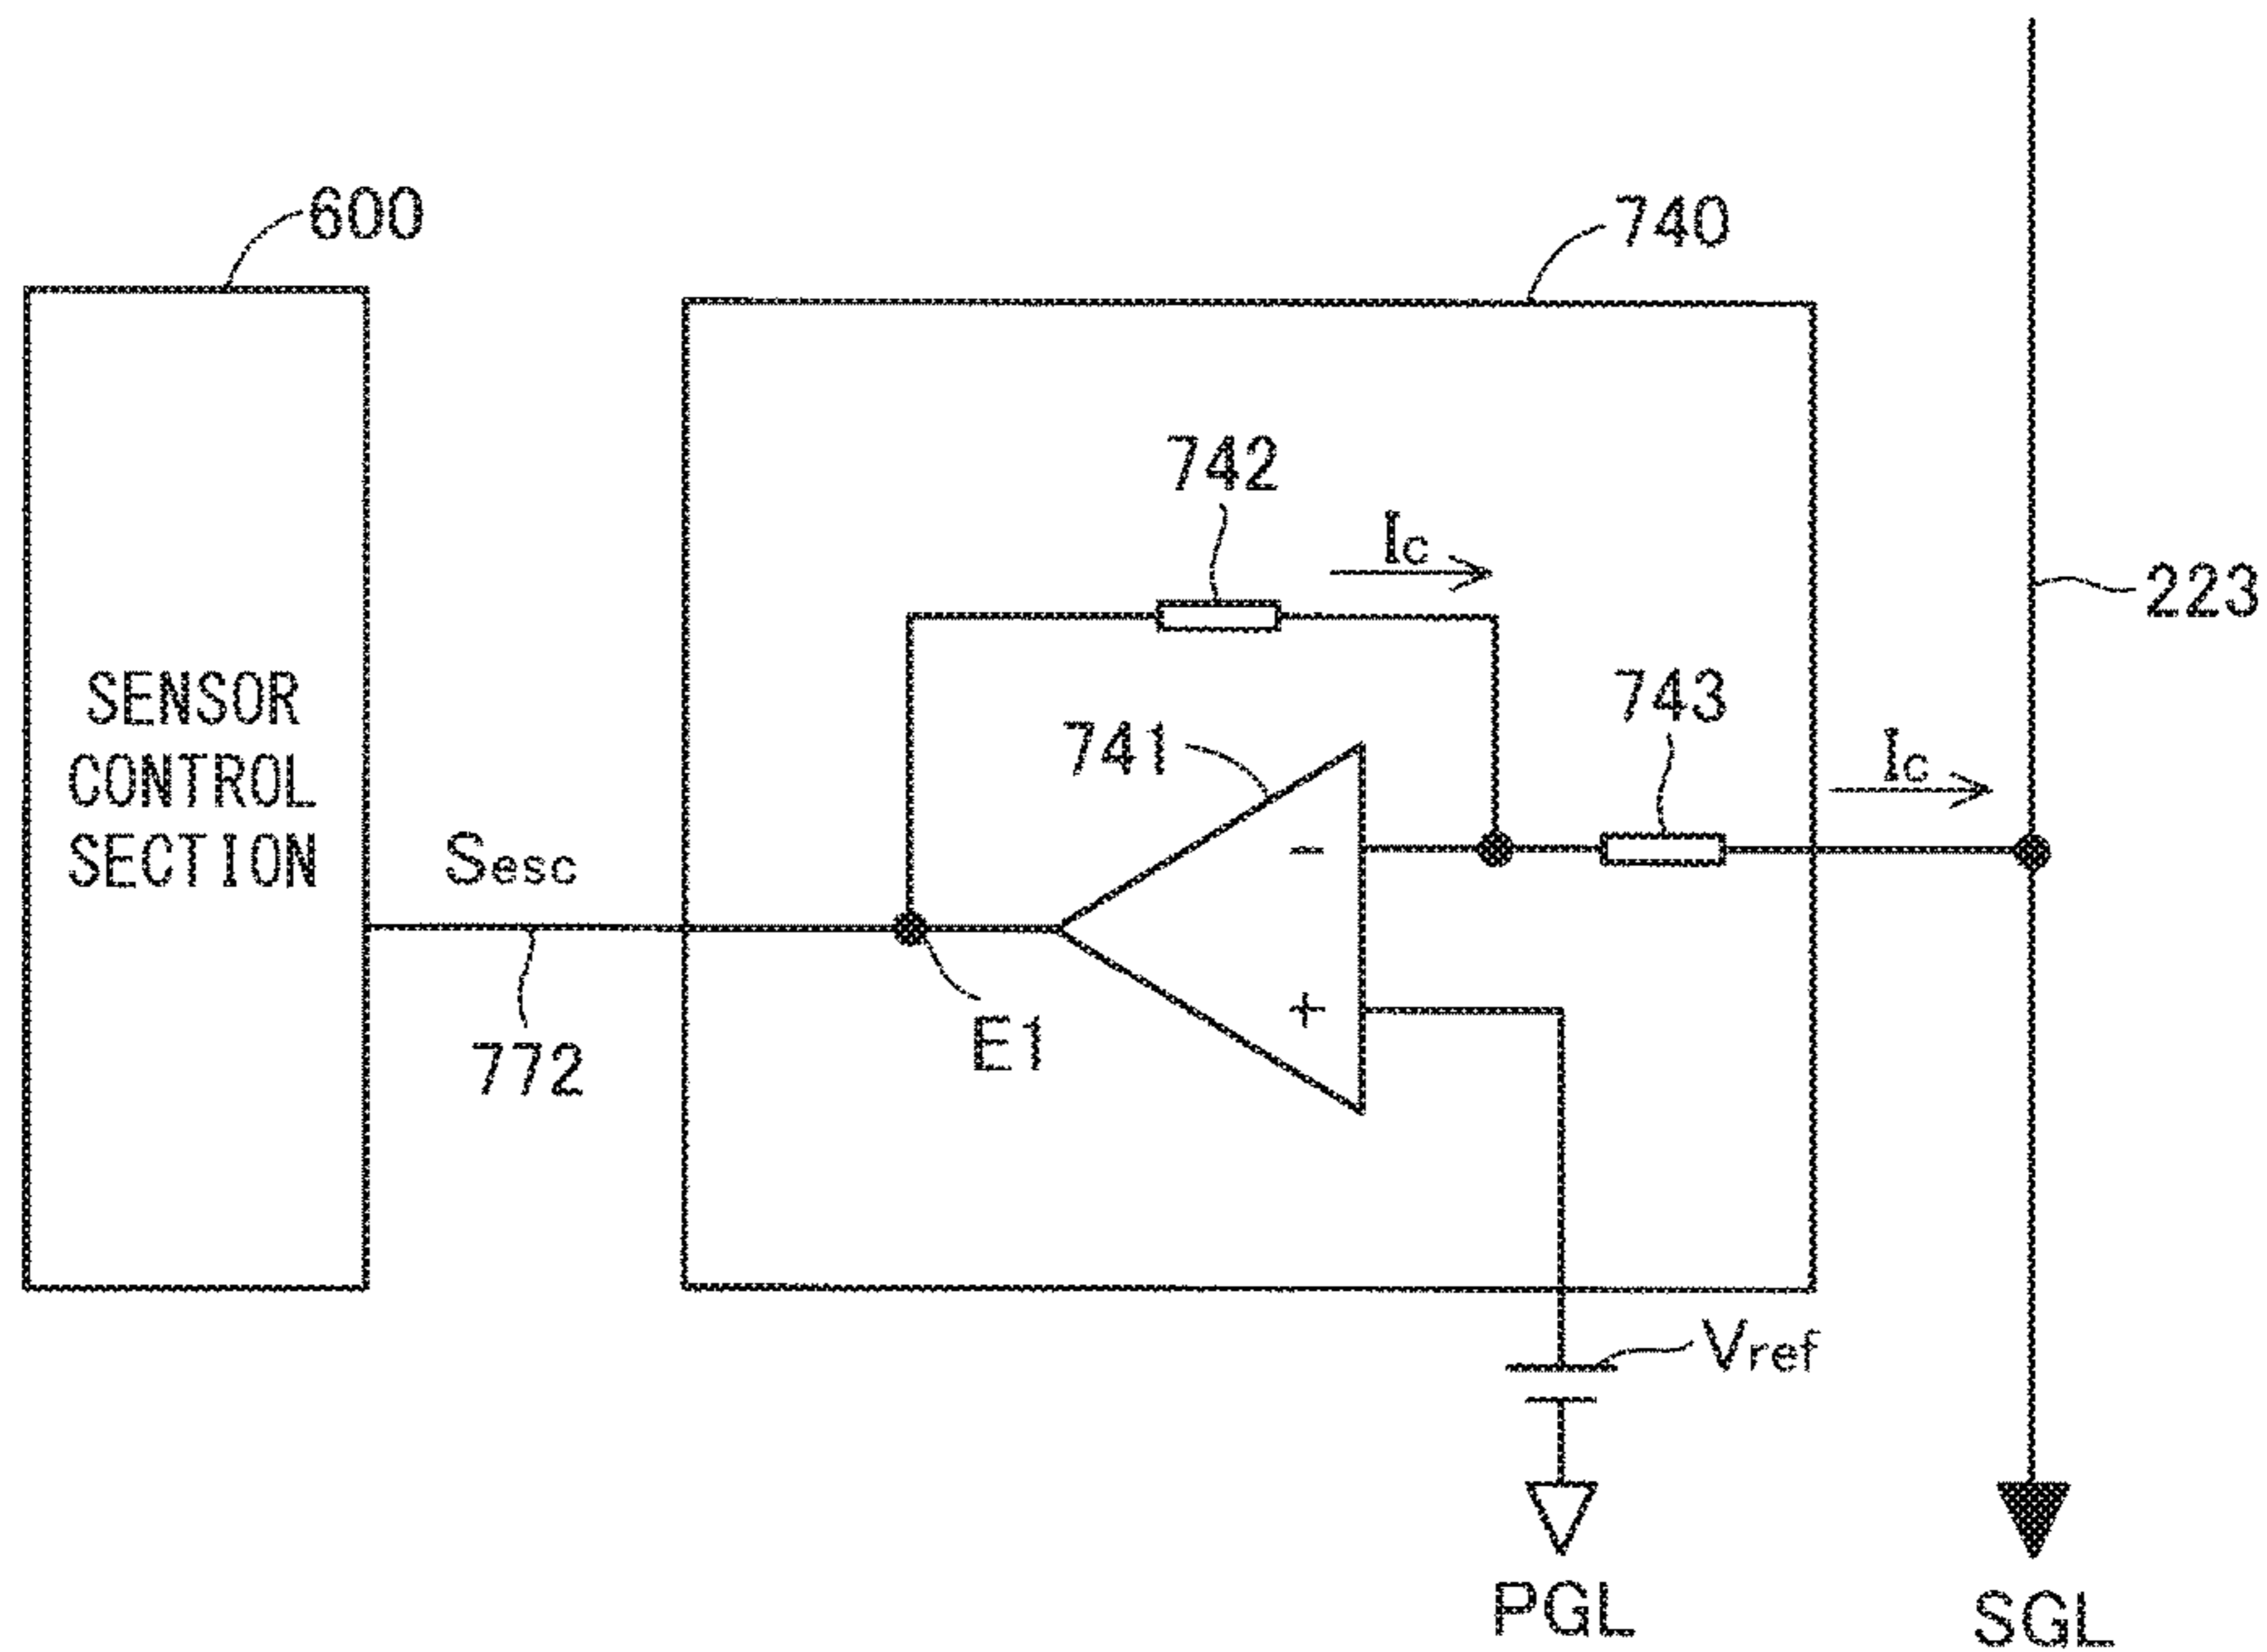 600
740
742
Ic
223
743
741
Ic
SENSOR
CONTROL
SECTION
Sesc
−
+
E1
772
Vref
PGL
SGL